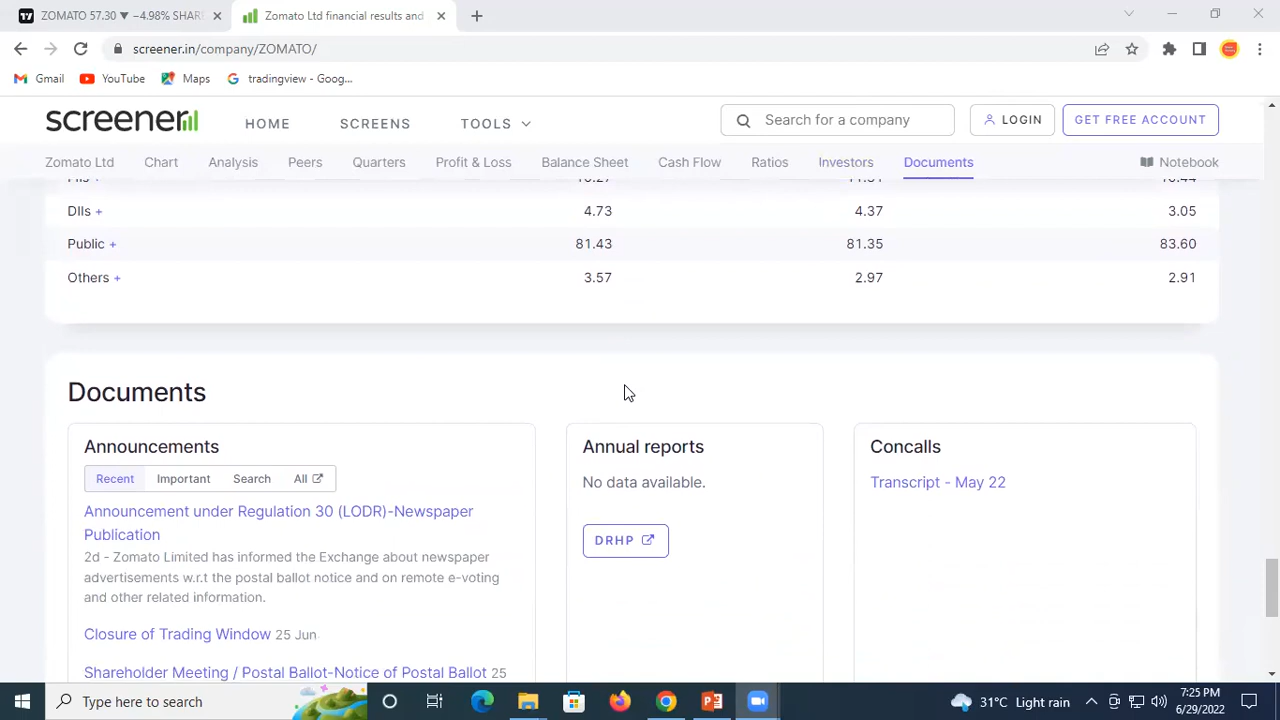 ZOMATO 57.30 ▼ −4.98% SHARE
Zomato Ltd financial results and
screener.in/company/ZOMATO/
Gmail YouTube Maps tradingview - Goog...
screener HOME SCREENS TOOLS Search for a company LOGIN GET FREE ACCOUNT
Zomato Ltd Chart Analysis Peers Quarters Profit & Loss Balance Sheet Cash Flow Ratios Investors Documents Notebook
DIIs + 4.73 4.37 3.05
Public + 81.43 81.35 83.60
Others + 3.57 2.97 2.91
Documents
Announcements
Recent Important Search All
Announcement under Regulation 30 (LODR)-Newspaper
Publication
2d - Zomato Limited has informed the Exchange about newspaper
advertisements w.r.t the postal ballot notice and on remote e-voting
and other related information.
Closure of Trading Window 25 Jun
Shareholder Meeting / Postal Ballot-Notice of Postal Ballot 25
Annual reports
No data available.
DRHP
Concalls
Transcript - May 22
Type here to search
31°C Light rain
7:25 PM
6/29/2022